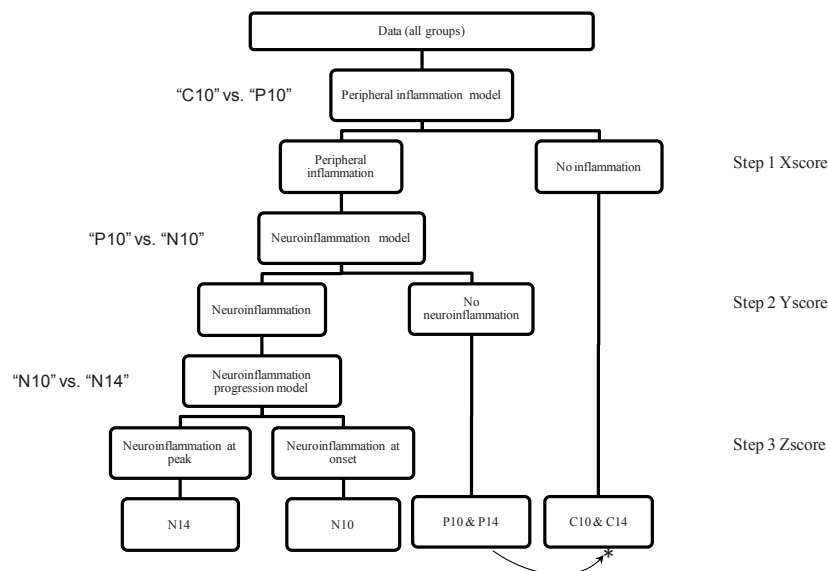 Data (all groups)
“C10” vs. “P10”
Peripheral inflammation model
Peripheral
inflammation
No inflammation
Step 1 Xscore
“P10” vs. “N10”
Neuroinflammation model
Neuroinflammation
No
neuroinflammation
Step 2 Yscore
“N10” vs. “N14”
Neuroinflammation
progression model
Neuroinflammation at
peak
Neuroinflammation at
onset
Step 3 Zscore
N14
N10
P10 & P14
C10 & C14
*